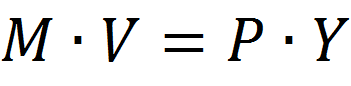 M · V = P · Y